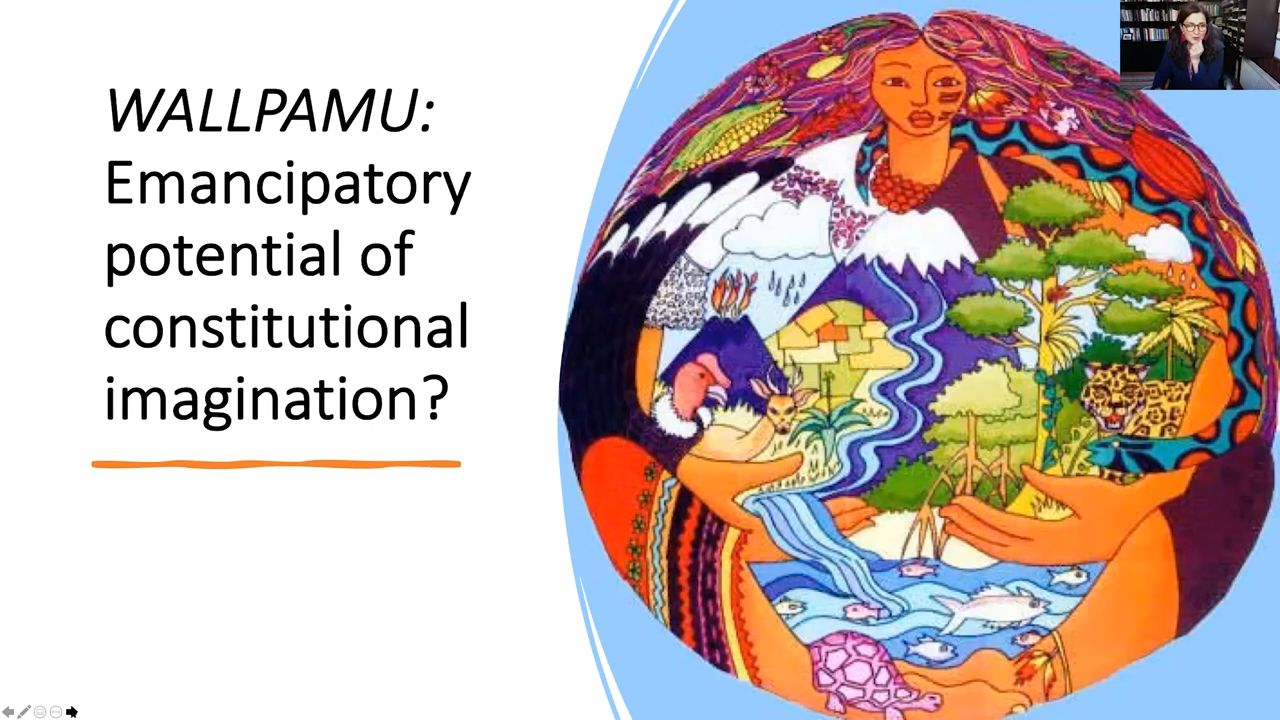 WALLPAMU:
Emancipatory
potential of
constitutional
imagination?